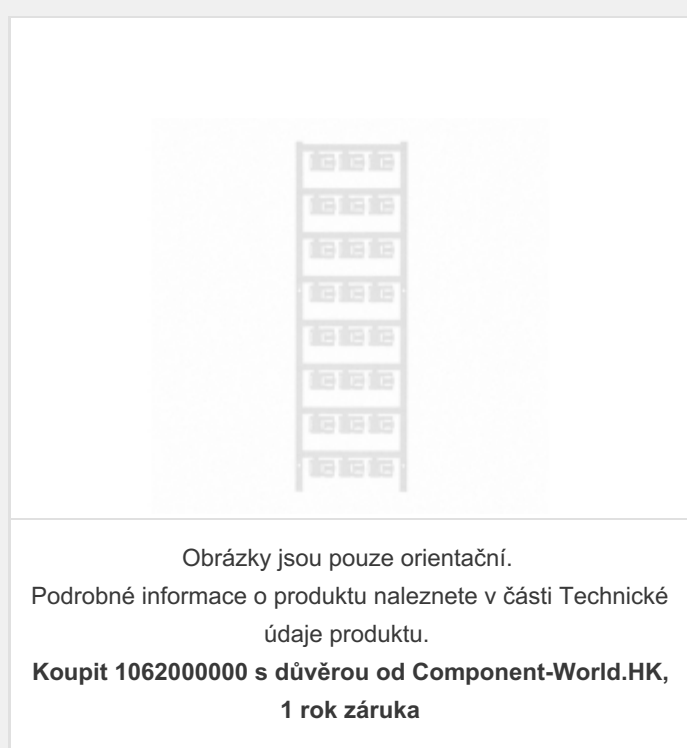 Obrázky jsou pouze orientační.
Podrobné informace o produktu naleznete v části Technické
údaje produktu.
Koupit 1062000000 s důvěrou od Component-World.HK,
1 rok záruka